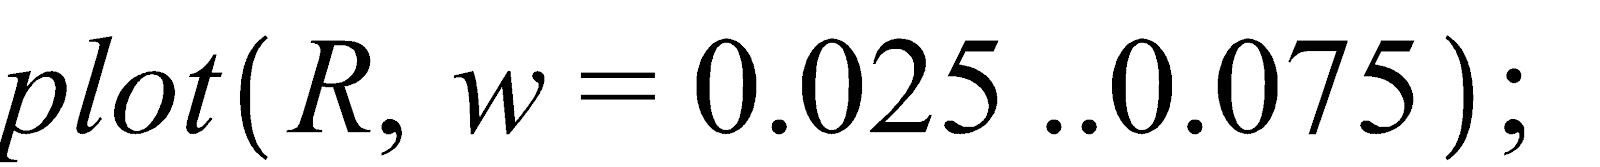 plot(R, w = 0.025 ..0.075);